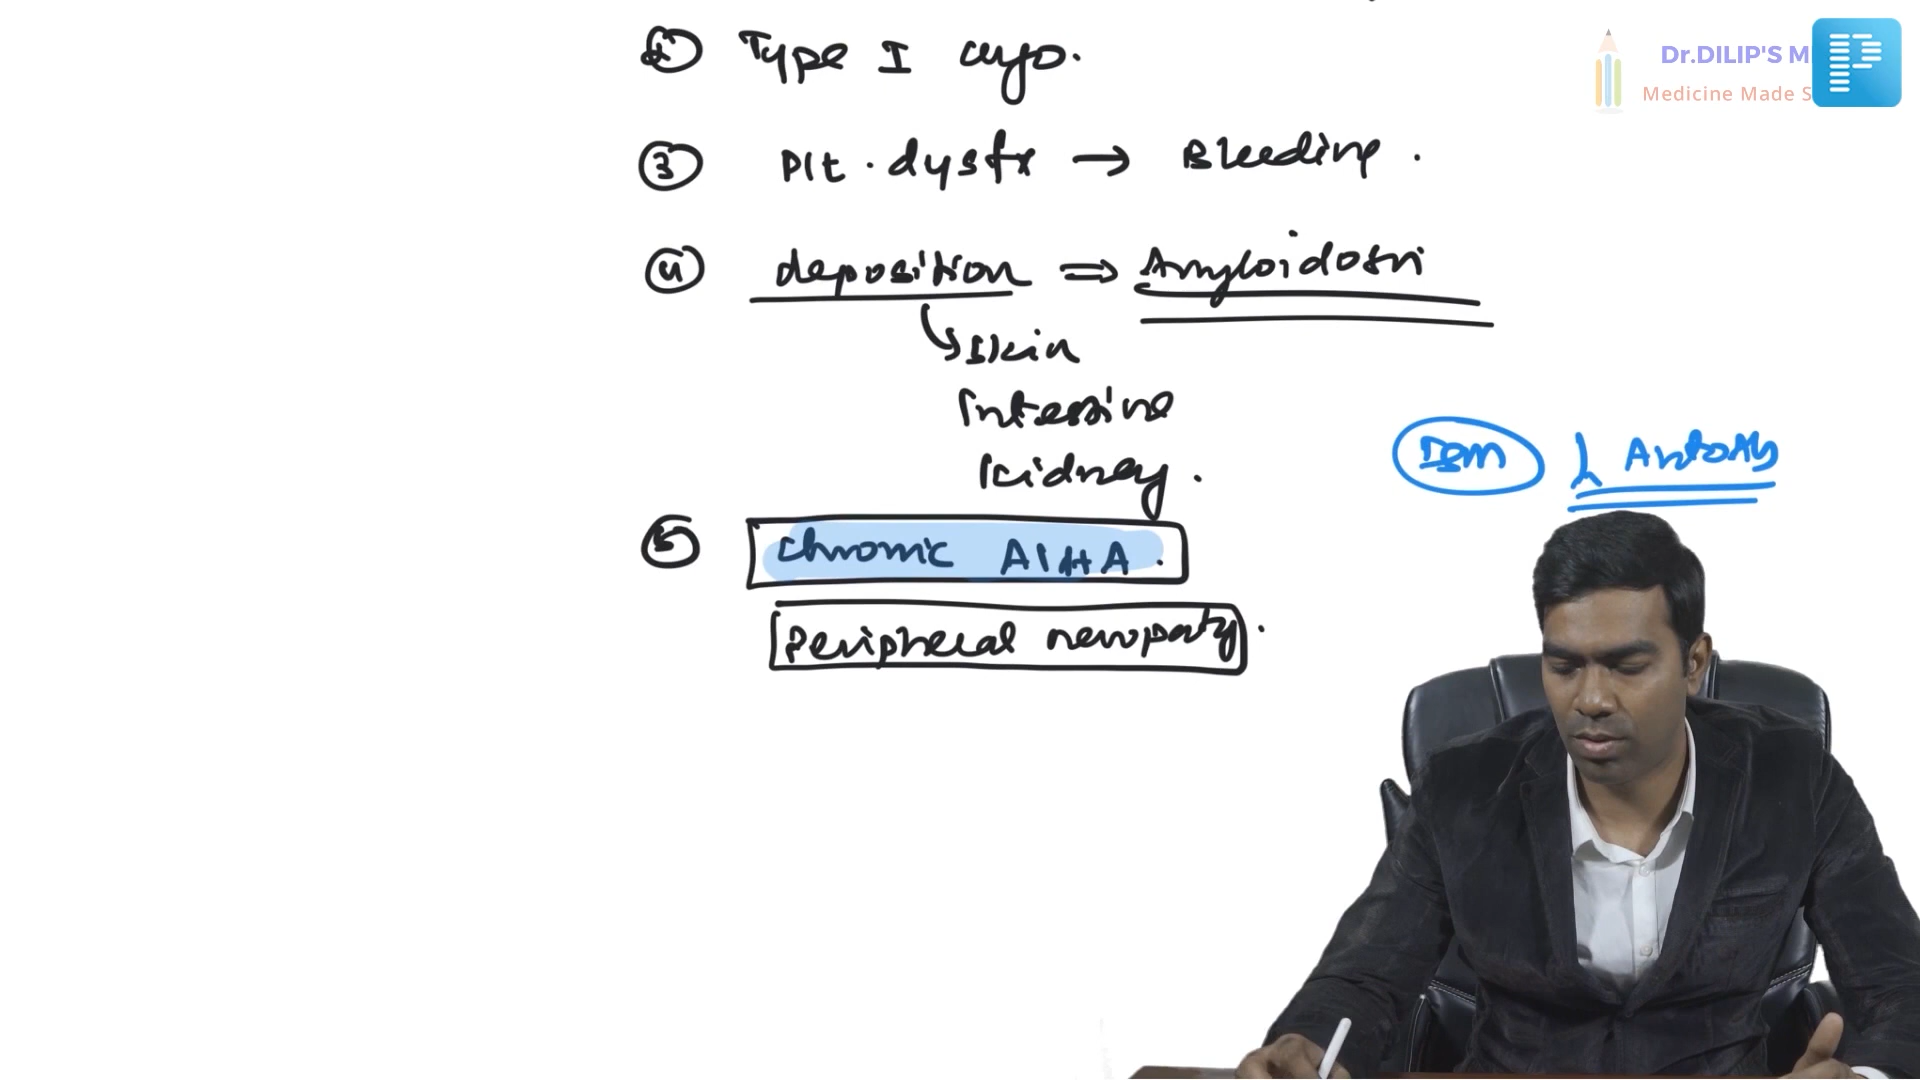 ② Type I cryo.
③ Plt. dysfx → Bleeding.
④ deposition ⇒ Amyloidosis
Skin
Intestine
Kidney.
IgM AutoAb
⑤ Chronic AIHA.
Peripheral neuropathy.
Dr.DILIP'S M
Medicine Made S